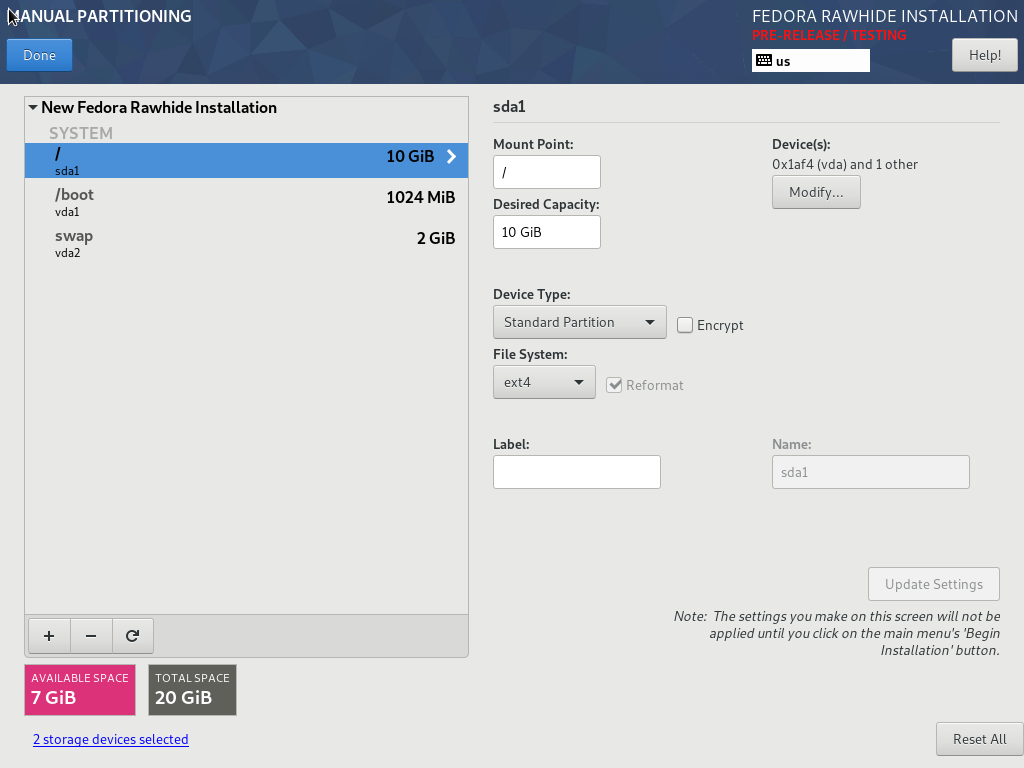 MANUAL PARTITIONING
FEDORA RAWHIDE INSTALLATION
PRE-RELEASE / TESTING
Done
us
Help!
New Fedora Rawhide Installation
SYSTEM
/
10 GiB
sda1
/boot
1024 MiB
vda1
swap
2 GiB
vda2
+ −
AVAILABLE SPACE
7 GiB
TOTAL SPACE
20 GiB
2 storage devices selected
sda1
Mount Point:
/
Desired Capacity:
10 GiB
Device(s):
0x1af4 (vda) and 1 other
Modify...
Device Type:
Standard Partition
Encrypt
File System:
ext4
Reformat
Label:
Name:
sda1
Update Settings
Note: The settings you make on this screen will not be
applied until you click on the main menu's 'Begin
Installation' button.
Reset All